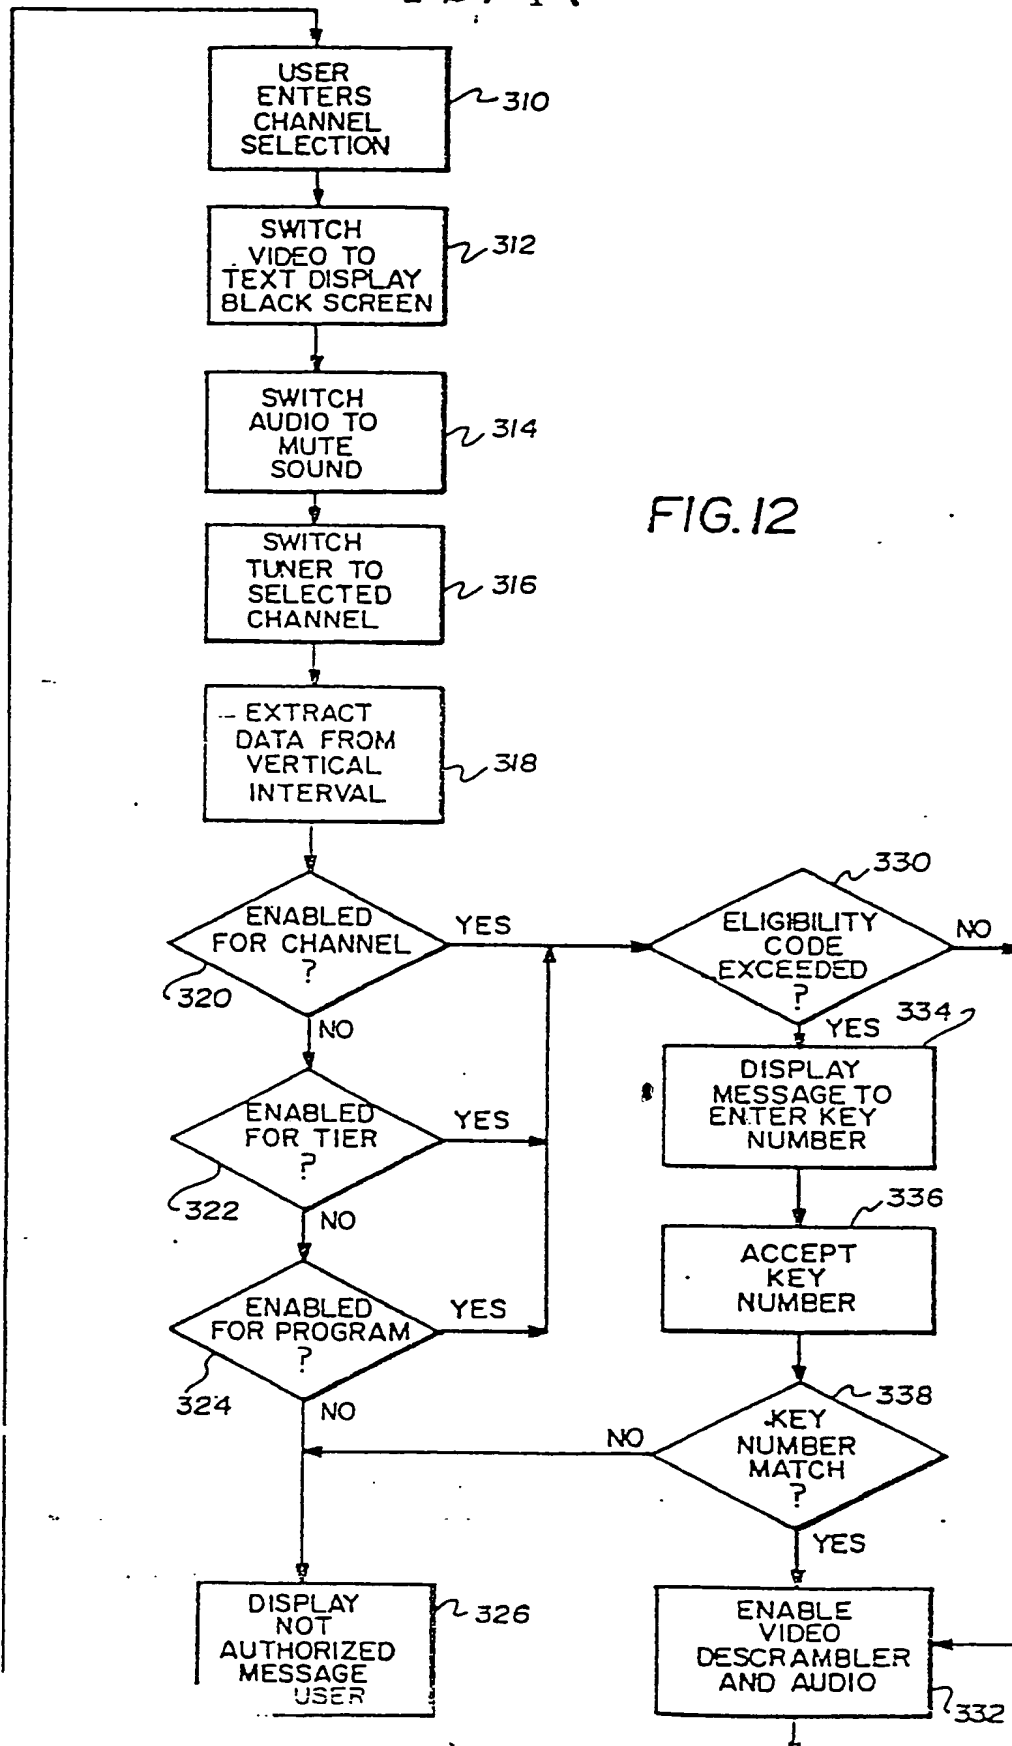 USER
ENTERS
CHANNEL
SELECTION
310
SWITCH
VIDEO TO
TEXT DISPLAY
BLACK SCREEN
312
SWITCH
AUDIO TO
MUTE
SOUND
314
FIG. 12
SWITCH
TUNER TO
SELECTED
CHANNEL
316
EXTRACT
DATA FROM
VERTICAL
INTERVAL
318
ENABLED
FOR CHANNEL
?
320
YES
NO
330
ELIGIBILITY
CODE
EXCEEDED
?
NO
YES
334
DISPLAY
MESSAGE TO
ENTER KEY
NUMBER
ENABLED
FOR TIER
?
322
YES
NO
336
ACCEPT
KEY
NUMBER
ENABLED
FOR PROGRAM
?
324
YES
NO
338
KEY
NUMBER
MATCH
?
NO
YES
DISPLAY
NOT
AUTHORIZED
MESSAGE
USER
326
ENABLE
VIDEO
DESCRAMBLER
AND AUDIO
332